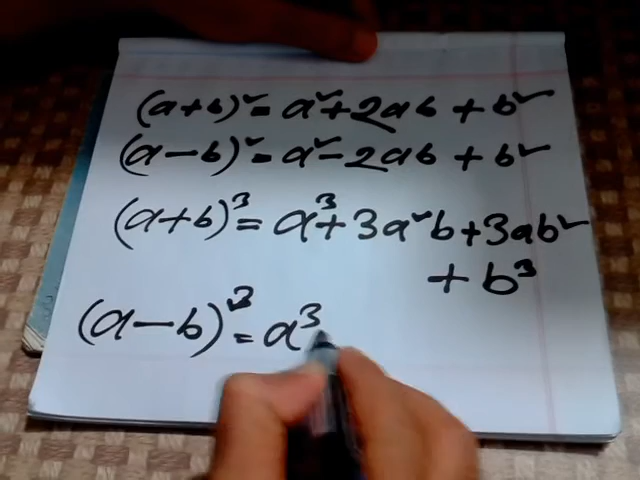 (a+b)² = a²+2ab+b²
(a-b)² = a²-2ab+b²
(a+b)³ = a³+3a²b+3ab²
+b³
(a-b)³ = a³